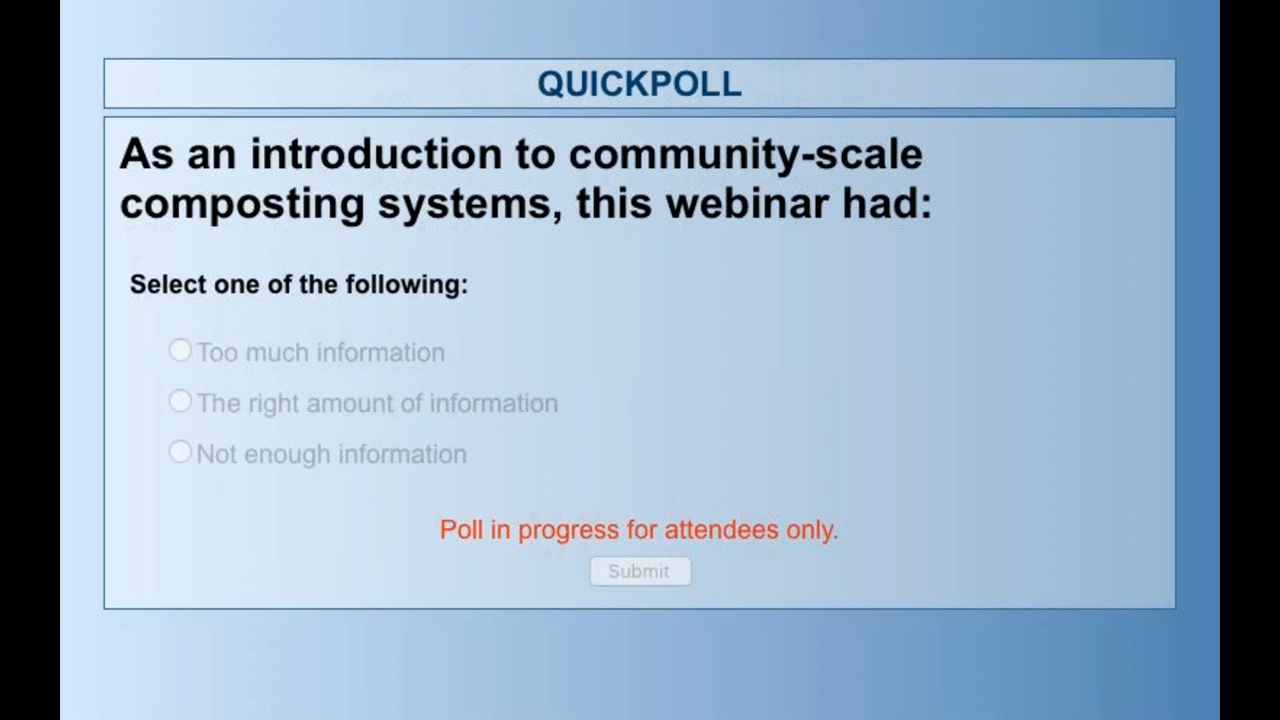 QUICKPOLL
As an introduction to community-scale
composting systems, this webinar had:
Select one of the following:
Too much information
The right amount of information
Not enough information
Poll in progress for attendees only.
Submit